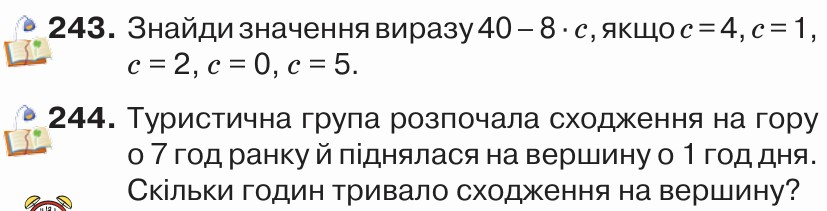 243. Знайди значення виразу 40 – 8 · c, якщо c = 4, c = 1,
c = 2, c = 0, c = 5.
244. Туристична група розпочала сходження на гору
о 7 год ранку й піднялася на вершину о 1 год дня.
Скільки годин тривало сходження на вершину?